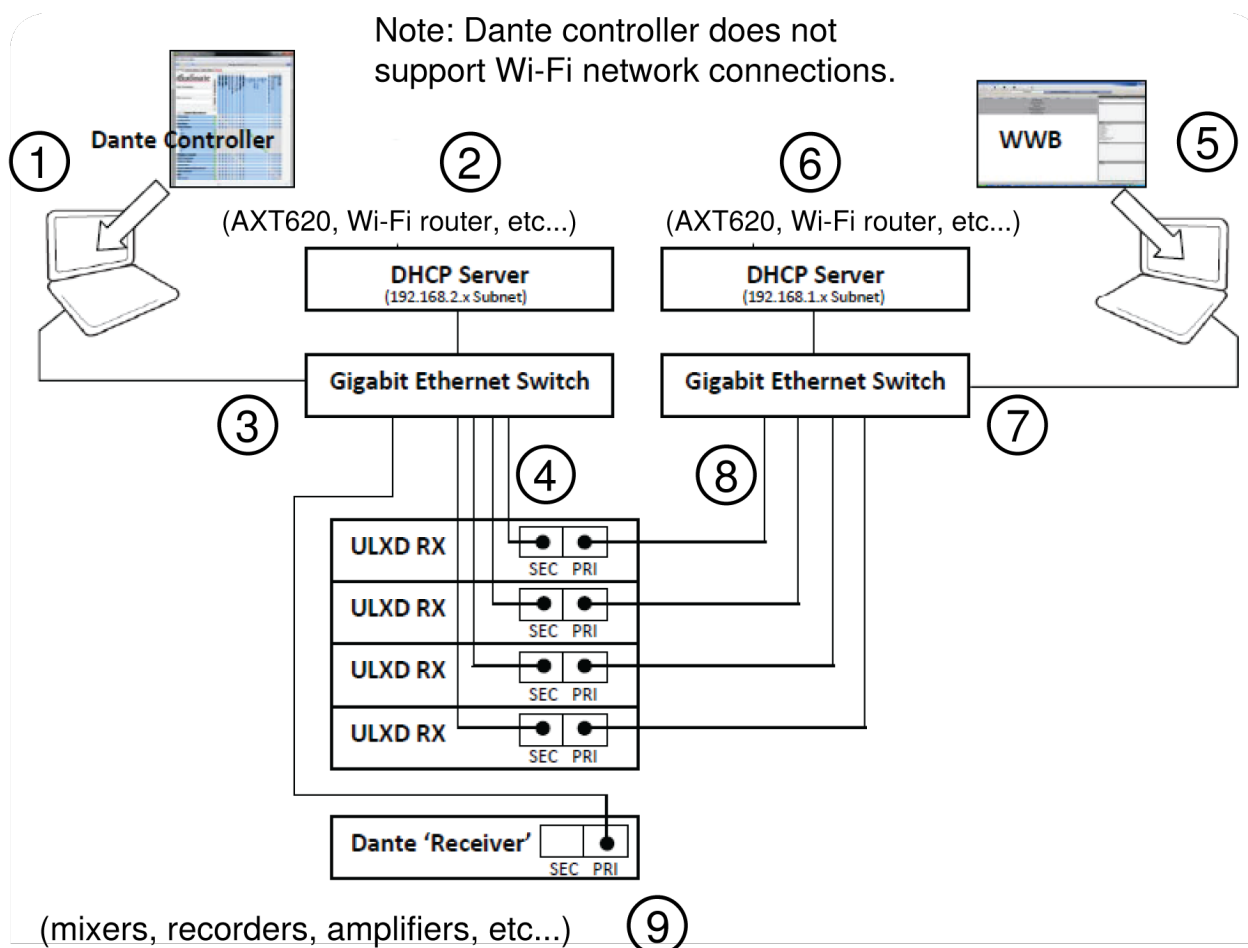 Note: Dante controller does not
support Wi-Fi network connections.
Dante Controller
WWB
1
2
6
5
(AXT620, Wi-Fi router, etc...)
(AXT620, Wi-Fi router, etc...)
DHCP Server
(192.168.2.x Subnet)
DHCP Server
(192.168.1.x Subnet)
Gigabit Ethernet Switch
Gigabit Ethernet Switch
3
7
4
8
ULXD RX
SEC PRI
ULXD RX
SEC PRI
ULXD RX
SEC PRI
ULXD RX
SEC PRI
Dante ‘Receiver’
SEC PRI
(mixers, recorders, amplifiers, etc...)
9